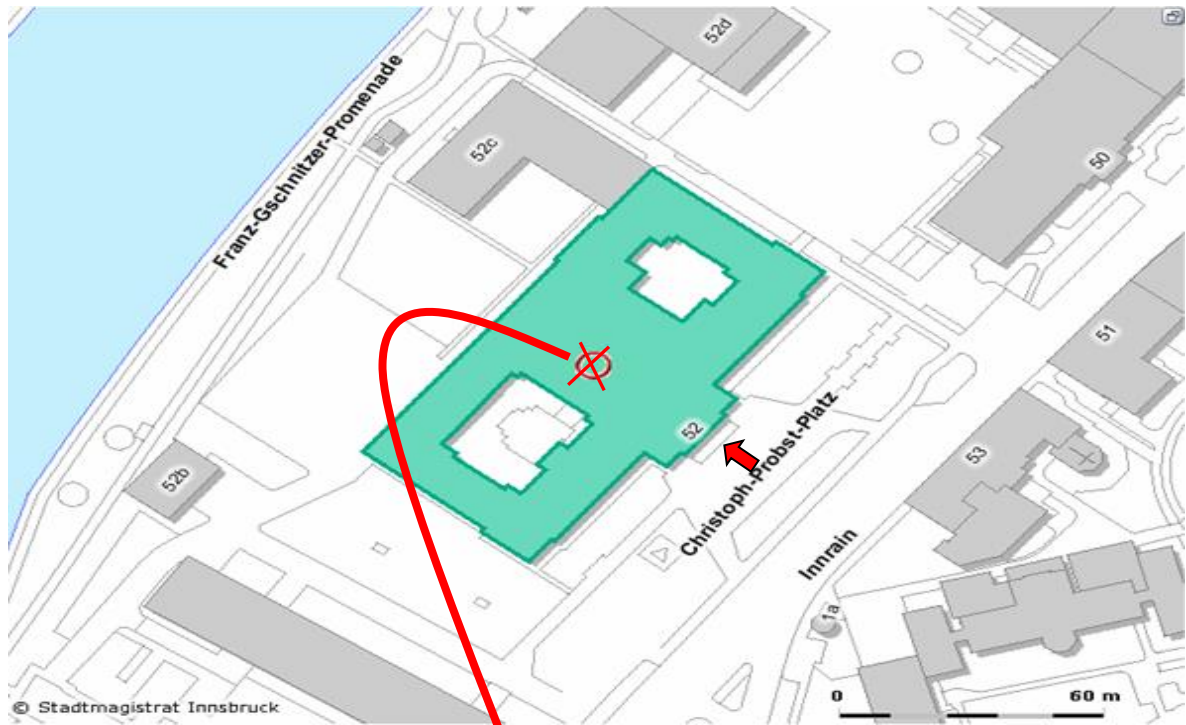 52d
Franz-Gschnitzer-Promenade
52c
50
51
52
53
Christoph-Probst-Platz
52b
Innrain
1a
0 60 m
© Stadtmagistrat Innsbruck